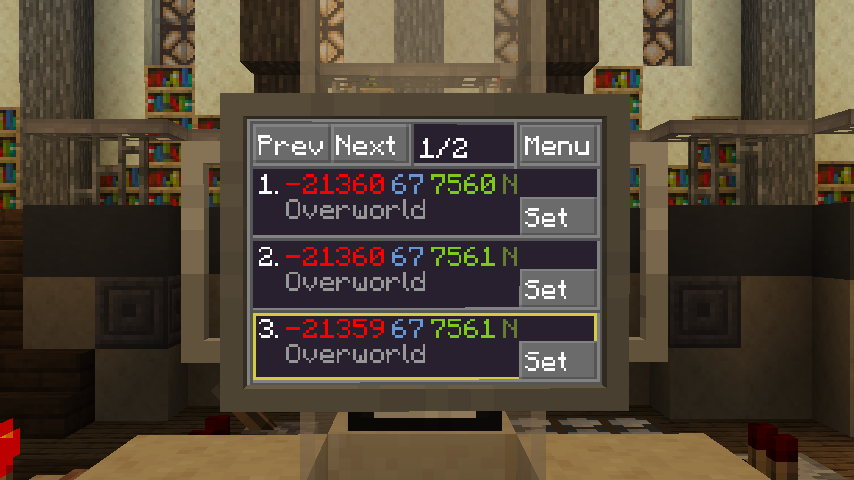 Prev Next 1/2 Menu
1. -21360 67 7560 N
Overworld
Set
2. -21360 67 7561 N
Overworld
Set
3. -21359 67 7561 N
Overworld
Set